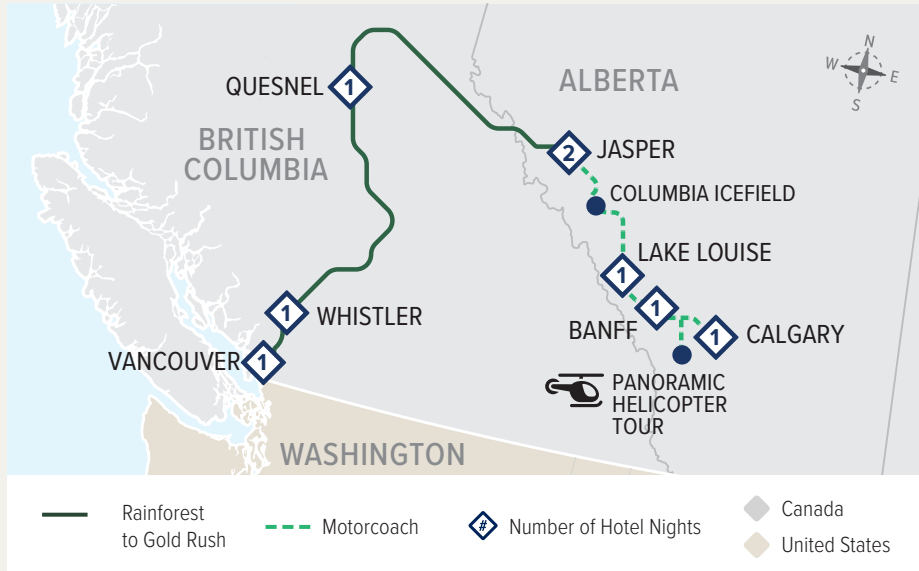 N
W
E
S
QUESNEL
1
ALBERTA
BRITISH
COLUMBIA
2
JASPER
COLUMBIA ICEFIELD
LAKE LOUISE
1
1
WHISTLER
1
BANFF
1
CALGARY
VANCOUVER
1
PANORAMIC
HELICOPTER
TOUR
WASHINGTON
Rainforest
to Gold Rush
Motorcoach
# Number of Hotel Nights
Canada
United States